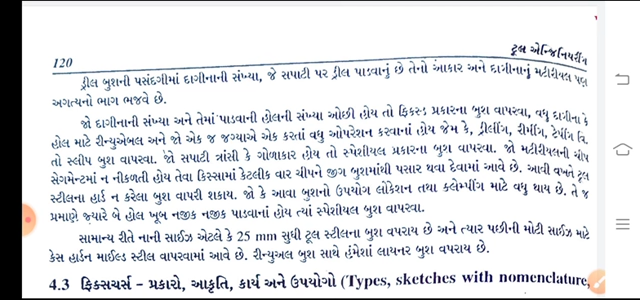 120
ટૂલ એન્જિનિયરીંગ
ડ્રીલ બુશની પસંદગીમાં દાગીનાની સંખ્યા, જે સપાટી પર ડ્રીલ પાડવાનું છે તેનો આકાર અને દાગીનાનું મટીરીયલ પણ
અગત્યનો ભાગ ભજવે છે.
જો દાગીનાની સંખ્યા અને તેમાં પાડવાની હોલની સંખ્યા ઓછી હોય તો ફિકસ્ડ પ્રકારના બુશ વાપરવા, વધુ દાગીના કે
હોલ માટે રીન્યુએબલ અને જો એક જ જગ્યાએ એક કરતાં વધુ ઓપરેશન કરવાનાં હોય જેમ કે, ડ્રીલીંગ, રીમીંગ, ટેપીંગ વિ.
તો સ્લીપ બુશ વાપરવા. જો સપાટી ત્રાંસી કે ગોળાકાર હોય તો સ્પેશીયલ પ્રકારના બુશ વાપરવા. જો મટીરીયલની ચીપ
સેગમેન્ટમાં ન નીકળતી હોય તેવા કિસ્સામાં કેટલીક વાર ચીપને જીગ બુશમાંથી પસાર થવા દેવામાં આવે છે. આવી વખતે ટૂલ
સ્ટીલના હાર્ડ ન કરેલા બુશ વાપરી શકાય. જો કે આવા બુશનો ઉપયોગ લોકેશન તથા ક્લેમ્પીંગ માટે વધુ થાય છે. તે જ
પ્રમાણે જ્યારે બે હોલ ખૂબ નજીક નજીક પાડવાનાં હોય ત્યાં સ્પેશીયલ બુશ વાપરવા.
સામાન્ય રીતે નાની સાઈઝ એટલે કે 25 mm સુધી ટૂલ સ્ટીલના બુશ વપરાય છે અને ત્યાર પછીની મોટી સાઈઝ માટે
કેસ હાર્ડન માઈલ્ડ સ્ટીલ વાપરવામાં આવે છે. રીન્યુઅલ બુશ સાથે હંમેશાં લાયનર બુશ વપરાય છે.
4.3 ફિક્સચર્સ – પ્રકારો, આકૃતિ, કાર્ય અને ઉપયોગો (Types, sketches with nomenclature,